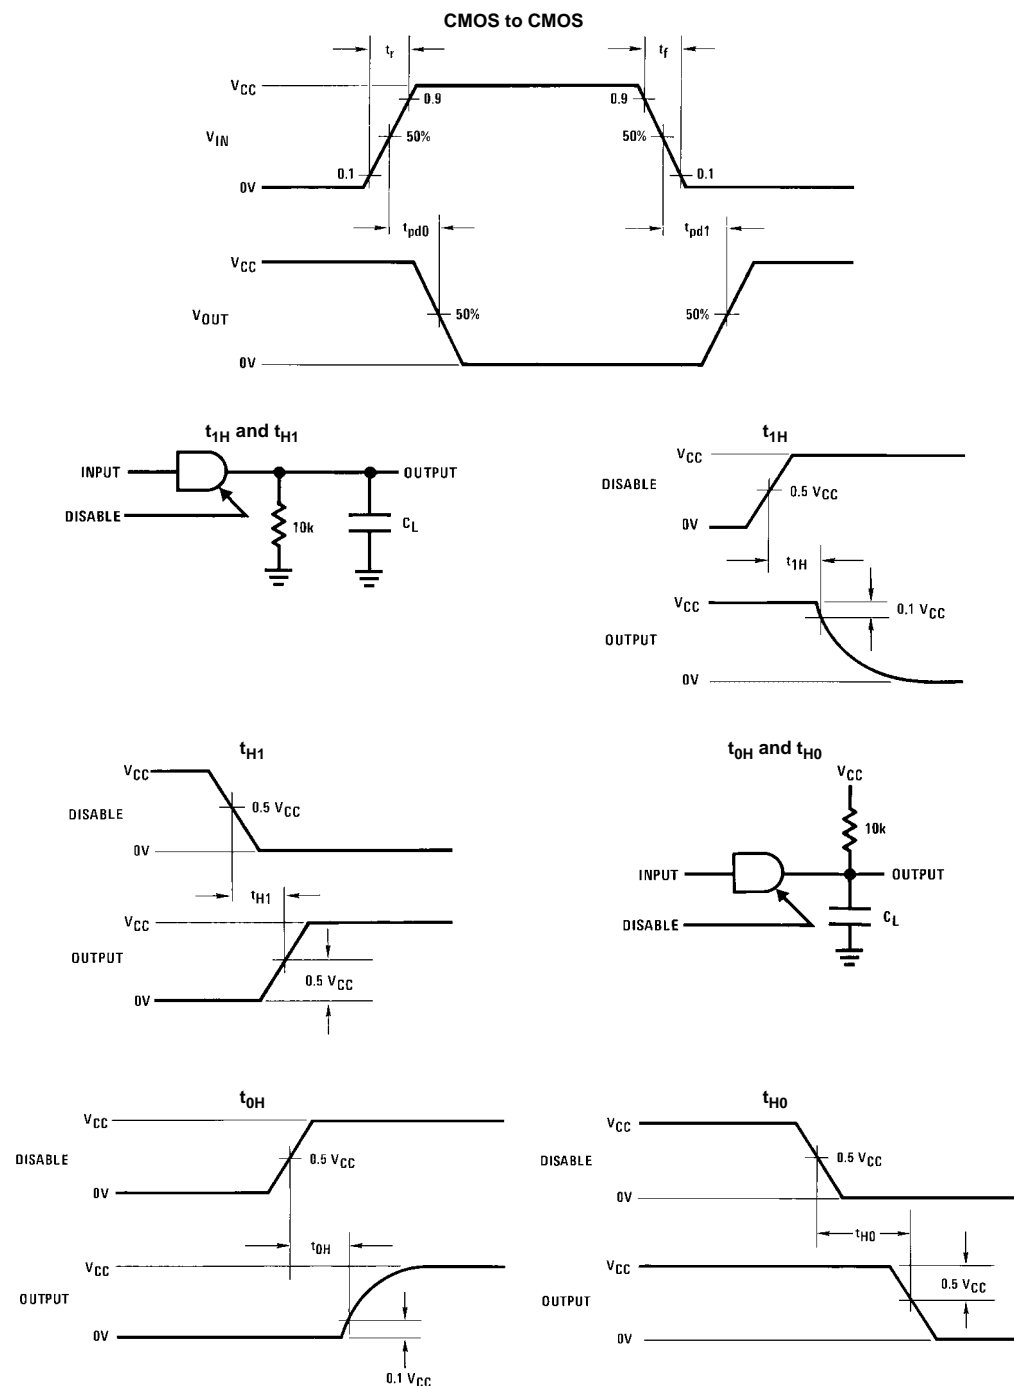 CMOS to CMOS
tr
tf
VCC
0.9
0.9
VIN
50%
50%
0.1
0.1
0V
tpd0
tpd1
VCC
VOUT
50%
50%
0V
t1H and tH1
INPUT
OUTPUT
DISABLE
10k
CL
t1H
VCC
DISABLE
0.5 VCC
0V
t1H
VCC
0.1 VCC
OUTPUT
0V
tH1
VCC
DISABLE
0.5 VCC
0V
tH1
VCC
OUTPUT
0.5 VCC
0V
t0H and tH0
VCC
10k
INPUT
OUTPUT
DISABLE
CL
t0H
VCC
DISABLE
0.5 VCC
0V
t0H
VCC
OUTPUT
0V
0.1 VCC
tH0
VCC
DISABLE
0.5 VCC
0V
tH0
VCC
0.5 VCC
OUTPUT
0V